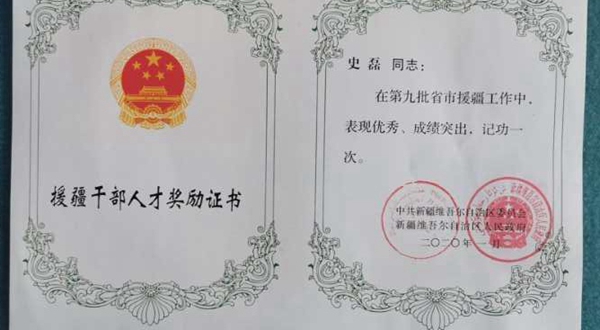 援疆干部人才奖励证书
史磊 同志：
在第九批省市援疆工作中，
表现优秀、成绩突出，记功一
次。
中共新疆维吾尔自治区委员会
新疆维吾尔自治区人民政府
二〇二〇年一月